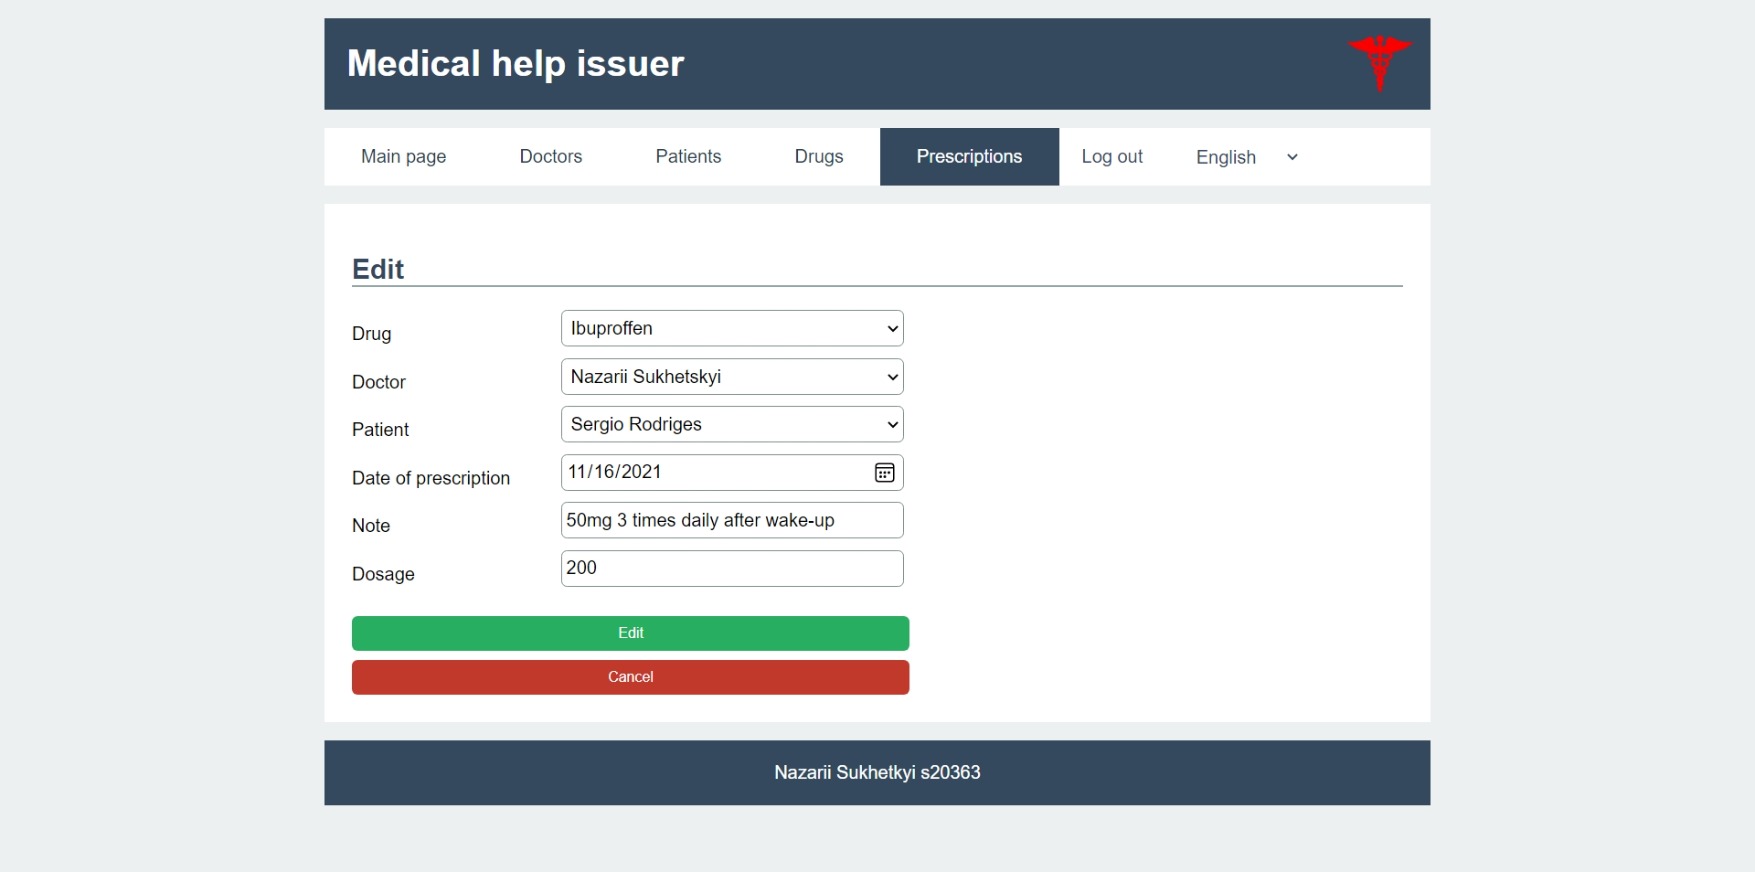 Medical help issuer
Main page Doctors Patients Drugs Prescriptions Log out English
Edit
Drug Ibuproffen
Doctor Nazarii Sukhetskyi
Patient Sergio Rodriges
Date of prescription 11/16/2021
Note 50mg 3 times daily after wake-up
Dosage 200
Edit
Cancel
Nazarii Sukhetkyi s20363